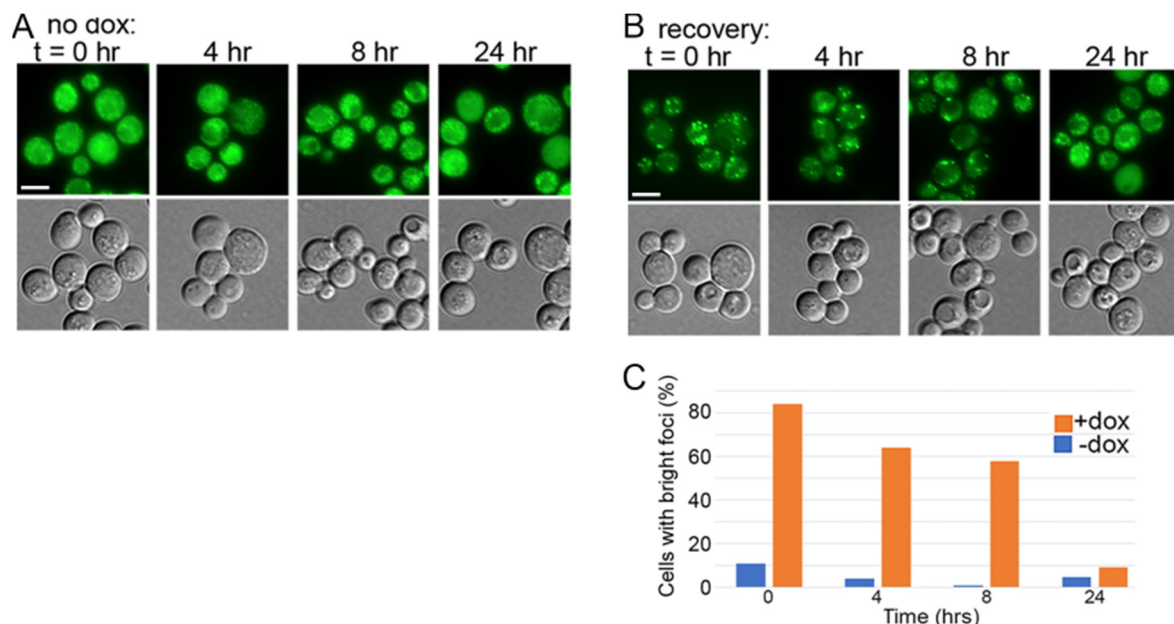 A no dox:
t = 0 hr 4 hr 8 hr 24 hr
B recovery:
t = 0 hr 4 hr 8 hr 24 hr
C
Cells with bright foci (%)
80
60
40
20
0
+dox
-dox
0 4 8 24
Time (hrs)